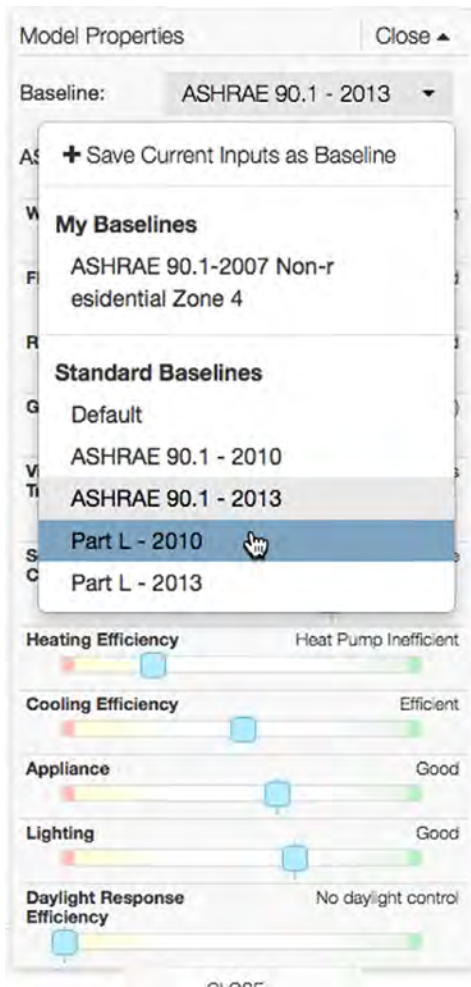 Model Properties Close
Baseline: ASHRAE 90.1 - 2013
+ Save Current Inputs as Baseline
My Baselines
ASHRAE 90.1-2007 Non-r
esidential Zone 4
Standard Baselines
Default
ASHRAE 90.1 - 2010
ASHRAE 90.1 - 2013
Part L - 2010
Part L - 2013
Heating Efficiency Heat Pump Inefficient
Cooling Efficiency Efficient
Appliance Good
Lighting Good
Daylight Response No daylight control
Efficiency